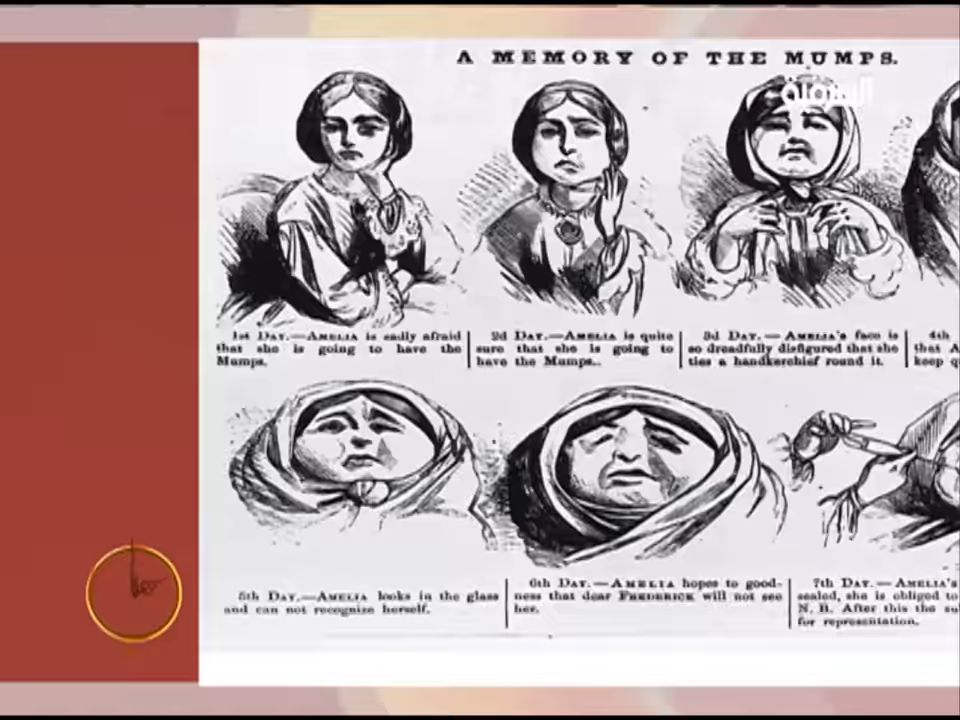 A MEMORY OF THE MUMPS.
1st DAY.—AMELIA is sadly afraid
that she is going to have the
Mumps.
2d DAY.—AMELIA is quite
sure that she is going to
have the Mumps.
3d DAY.—AMELIA's face is
so dreadfully disfigured that she
ties a handkerchief round it.
4th
that A
keep q
5th DAY.—AMELIA looks in the glass
and can not recognize herself.
6th DAY.—AMELIA hopes to good-
ness that dear FREDERICK will not see
her.
7th DAY.—AMELIA's
sealed, she is obliged to
N. B. After this the su
for representation.